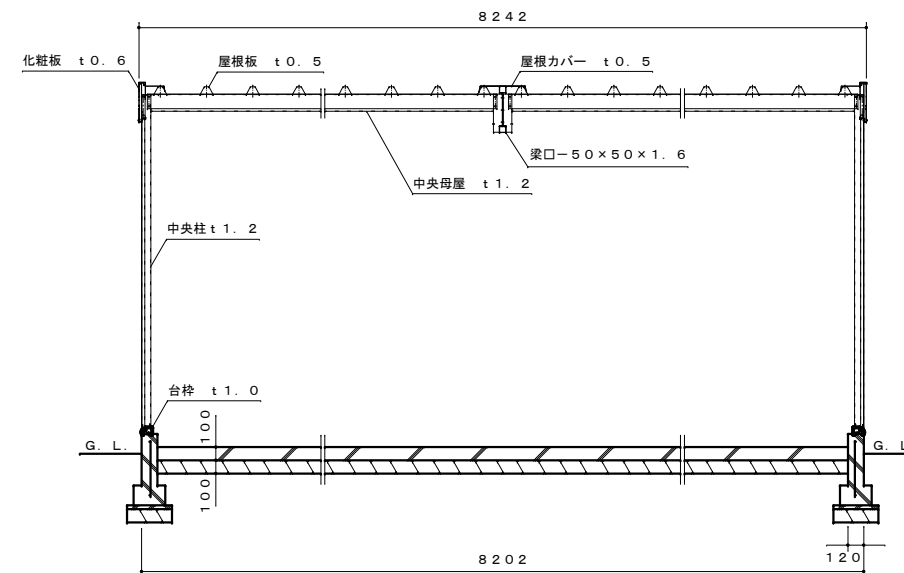 ８２４２
化粧板　ｔ０．６
屋根板　ｔ０．５
屋根カバー　ｔ０．５
梁口－５０×５０×１．６
中央母屋　ｔ１．２
中央柱ｔ１．２
台枠　ｔ１．０
１００
Ｇ．Ｌ．
Ｇ．Ｌ
１００
１２０
８２０２